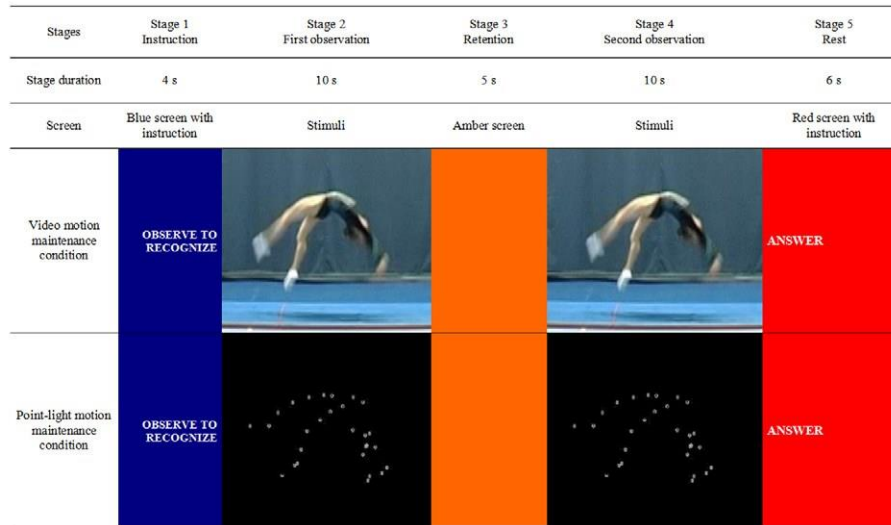 Stages
Stage 1
Instruction
Stage 2
First observation
Stage 3
Retention
Stage 4
Second observation
Stage 5
Rest
Stage duration
4 s
10 s
5 s
10 s
6 s
Screen
Blue screen with
instruction
Stimuli
Amber screen
Stimuli
Red screen with
instruction
Video motion
maintenance
condition
OBSERVE TO
RECOGNIZE
ANSWER
Point-light motion
maintenance
condition
OBSERVE TO
RECOGNIZE
ANSWER